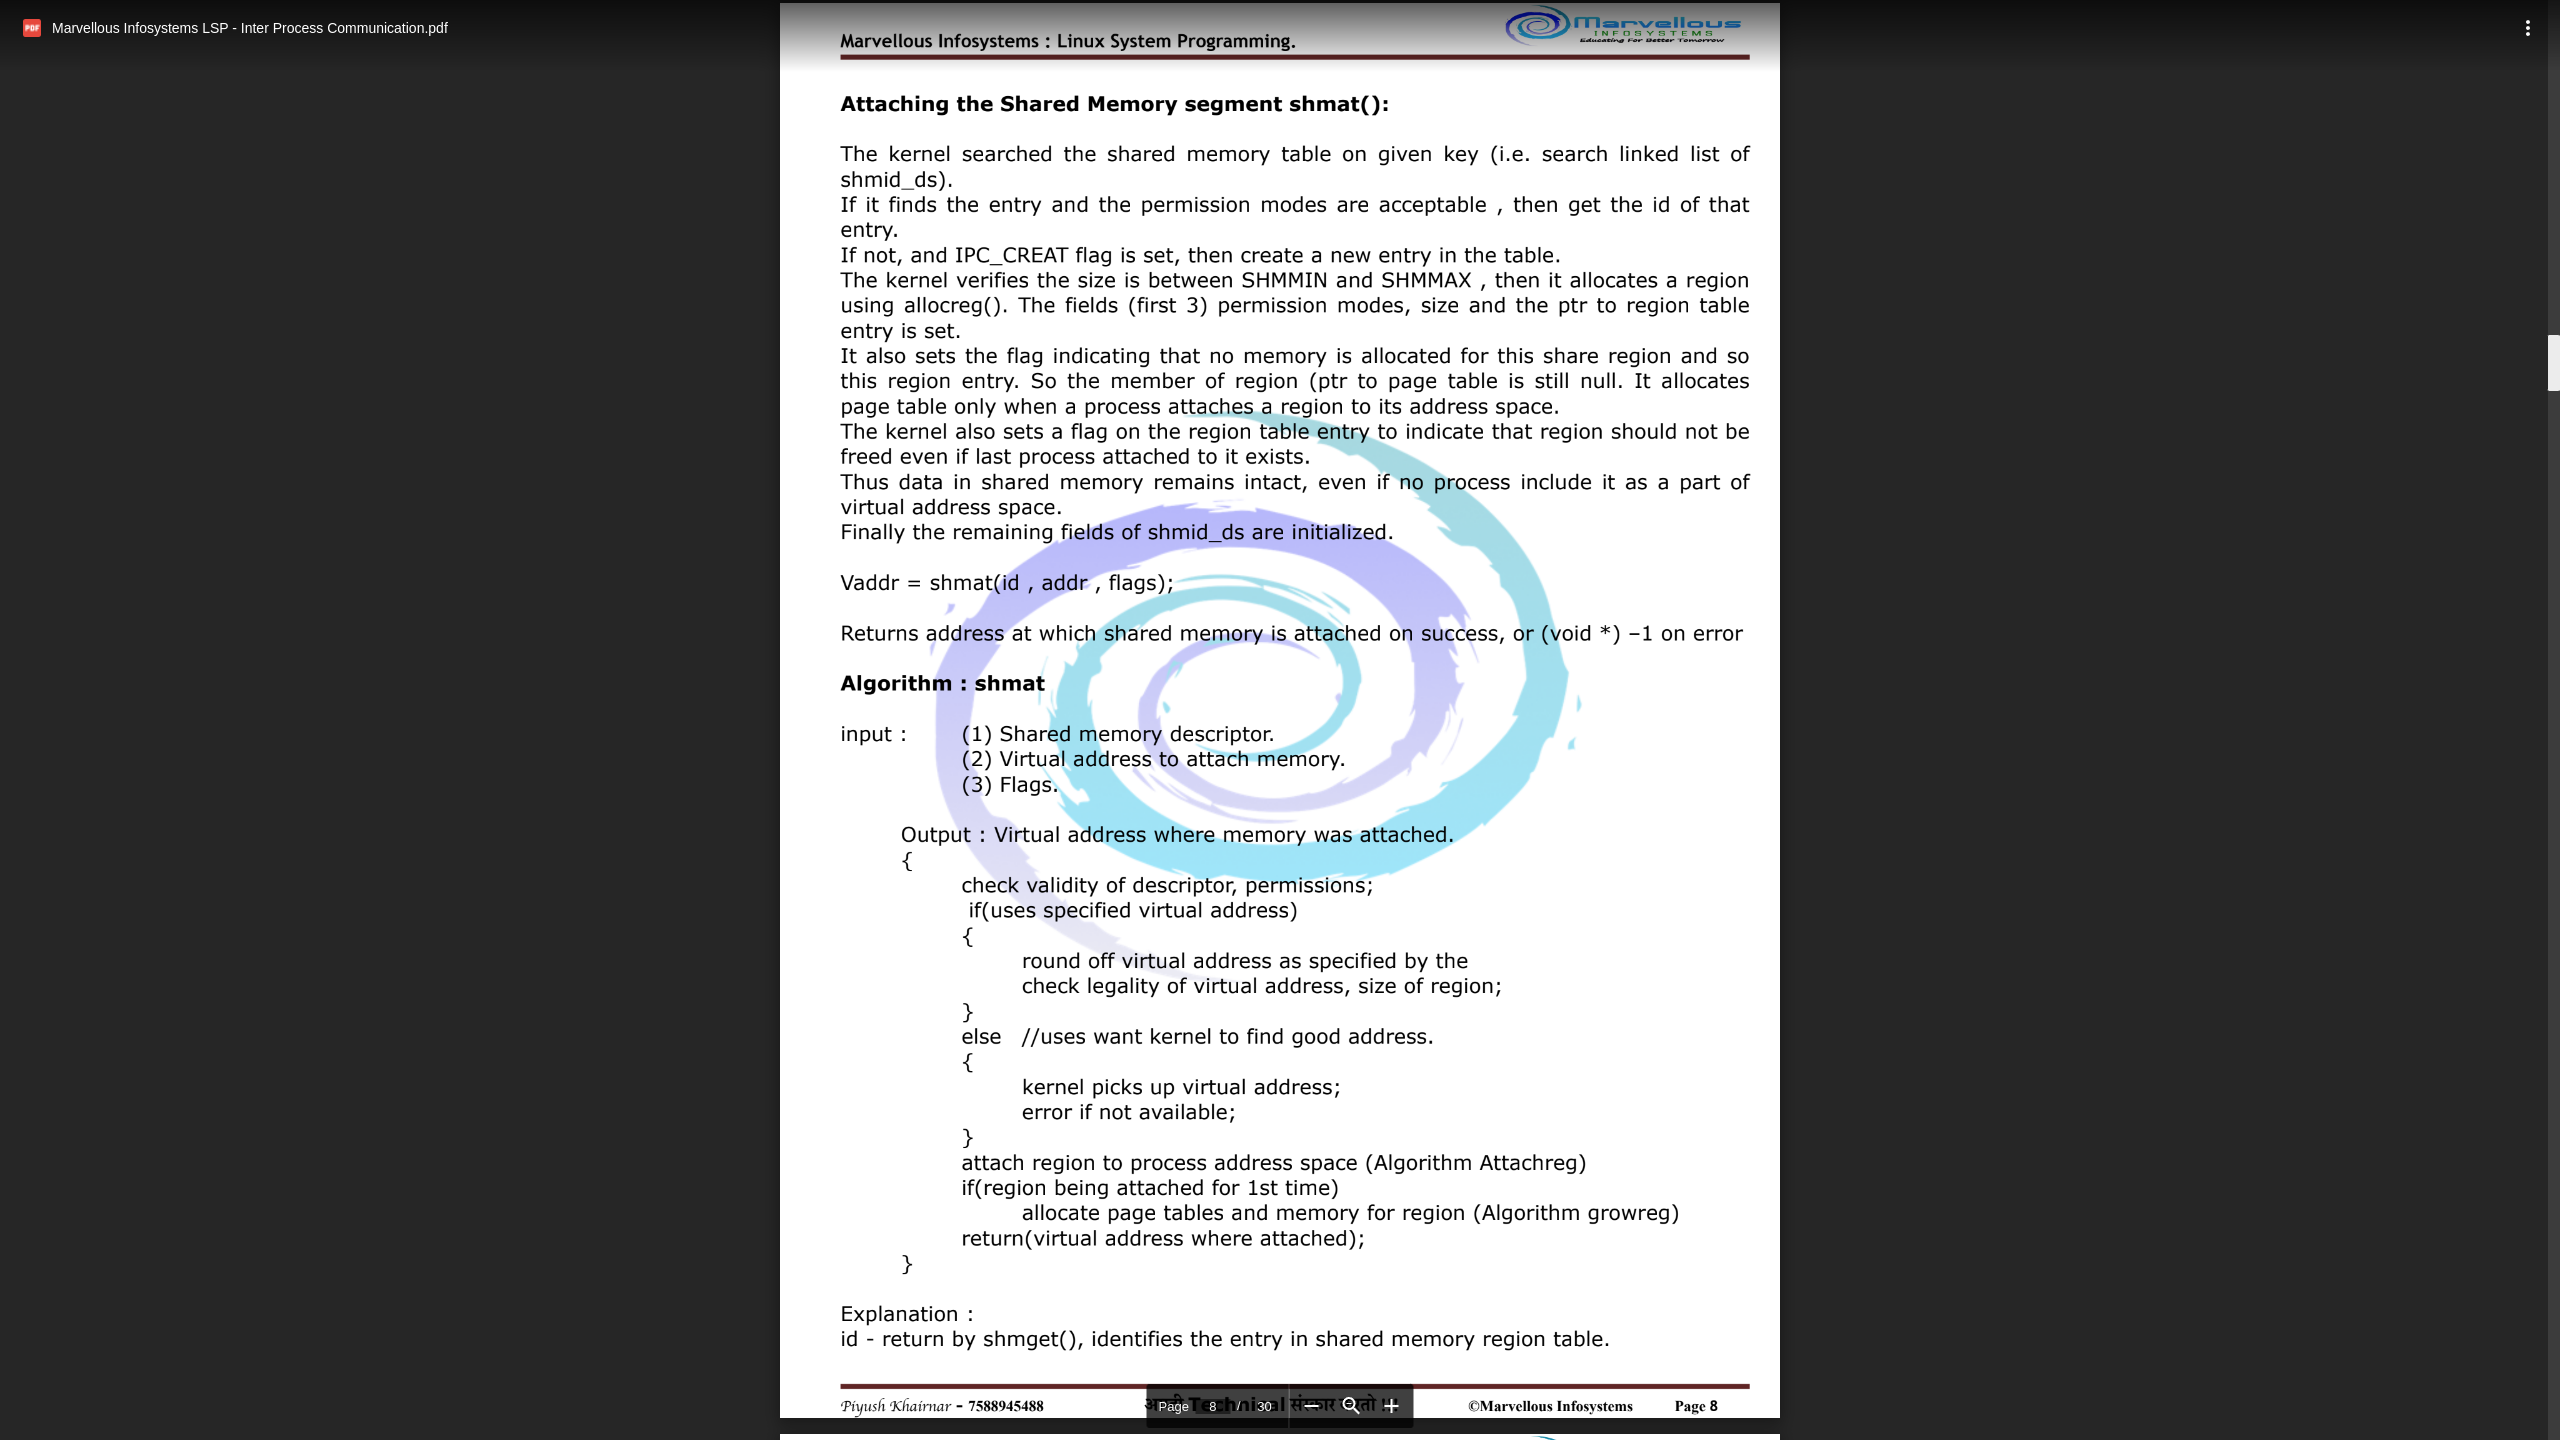 Marvellous Infosystems LSP - Inter Process Communication.pdf
Marvellous Infosystems : Linux System Programming.
Marvellous
INFOSYSTEMS
Educating For Better Tomorrow
Attaching the Shared Memory segment shmat():
The kernel searched the shared memory table on given key (i.e. search linked list of
shmid_ds).
If it finds the entry and the permission modes are acceptable , then get the id of that
entry.
If not, and IPC_CREAT flag is set, then create a new entry in the table.
The kernel verifies the size is between SHMMIN and SHMMAX , then it allocates a region
using allocreg(). The fields (first 3) permission modes, size and the ptr to region table
entry is set.
It also sets the flag indicating that no memory is allocated for this share region and so
this region entry. So the member of region (ptr to page table is still null. It allocates
page table only when a process attaches a region to its address space.
The kernel also sets a flag on the region table entry to indicate that region should not be
freed even if last process attached to it exists.
Thus data in shared memory remains intact, even if no process include it as a part of
virtual address space.
Finally the remaining fields of shmid_ds are initialized.
Vaddr = shmat(id , addr , flags);
Returns address at which shared memory is attached on success, or (void *) –1 on error
Algorithm : shmat
input : (1) Shared memory descriptor.
(2) Virtual address to attach memory.
(3) Flags.
Output : Virtual address where memory was attached.
{
check validity of descriptor, permissions;
if(uses specified virtual address)
{
round off virtual address as specified by the
check legality of virtual address, size of region;
}
else //uses want kernel to find good address.
{
kernel picks up virtual address;
error if not available;
}
attach region to process address space (Algorithm Attachreg)
if(region being attached for 1st time)
allocate page tables and memory for region (Algorithm growreg)
return(virtual address where attached);
}
Explanation :
id - return by shmget(), identifies the entry in shared memory region table.
Piyush Khairnar - 7588945488 Technical संस्कार !!! ©Marvellous Infosystems Page 8
Page 8 / 30